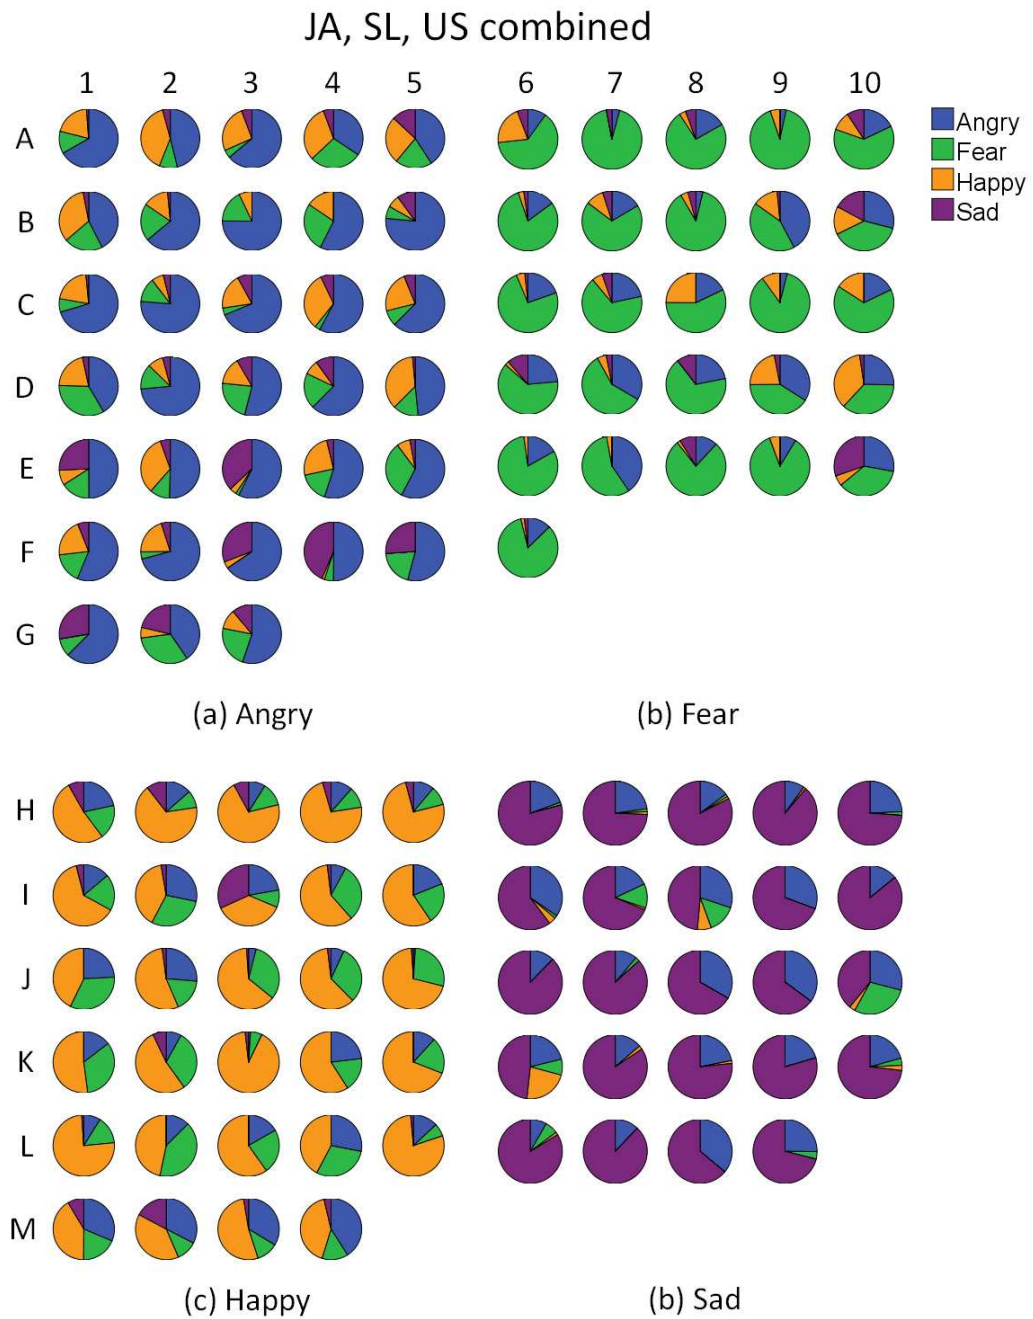 JA, SL, US combined
1 2 3 4 5 6 7 8 9 10
A
B
C
D
E
F
G
Angry
Fear
Happy
Sad
(a) Angry
(b) Fear
H
I
J
K
L
M
(c) Happy
(b) Sad